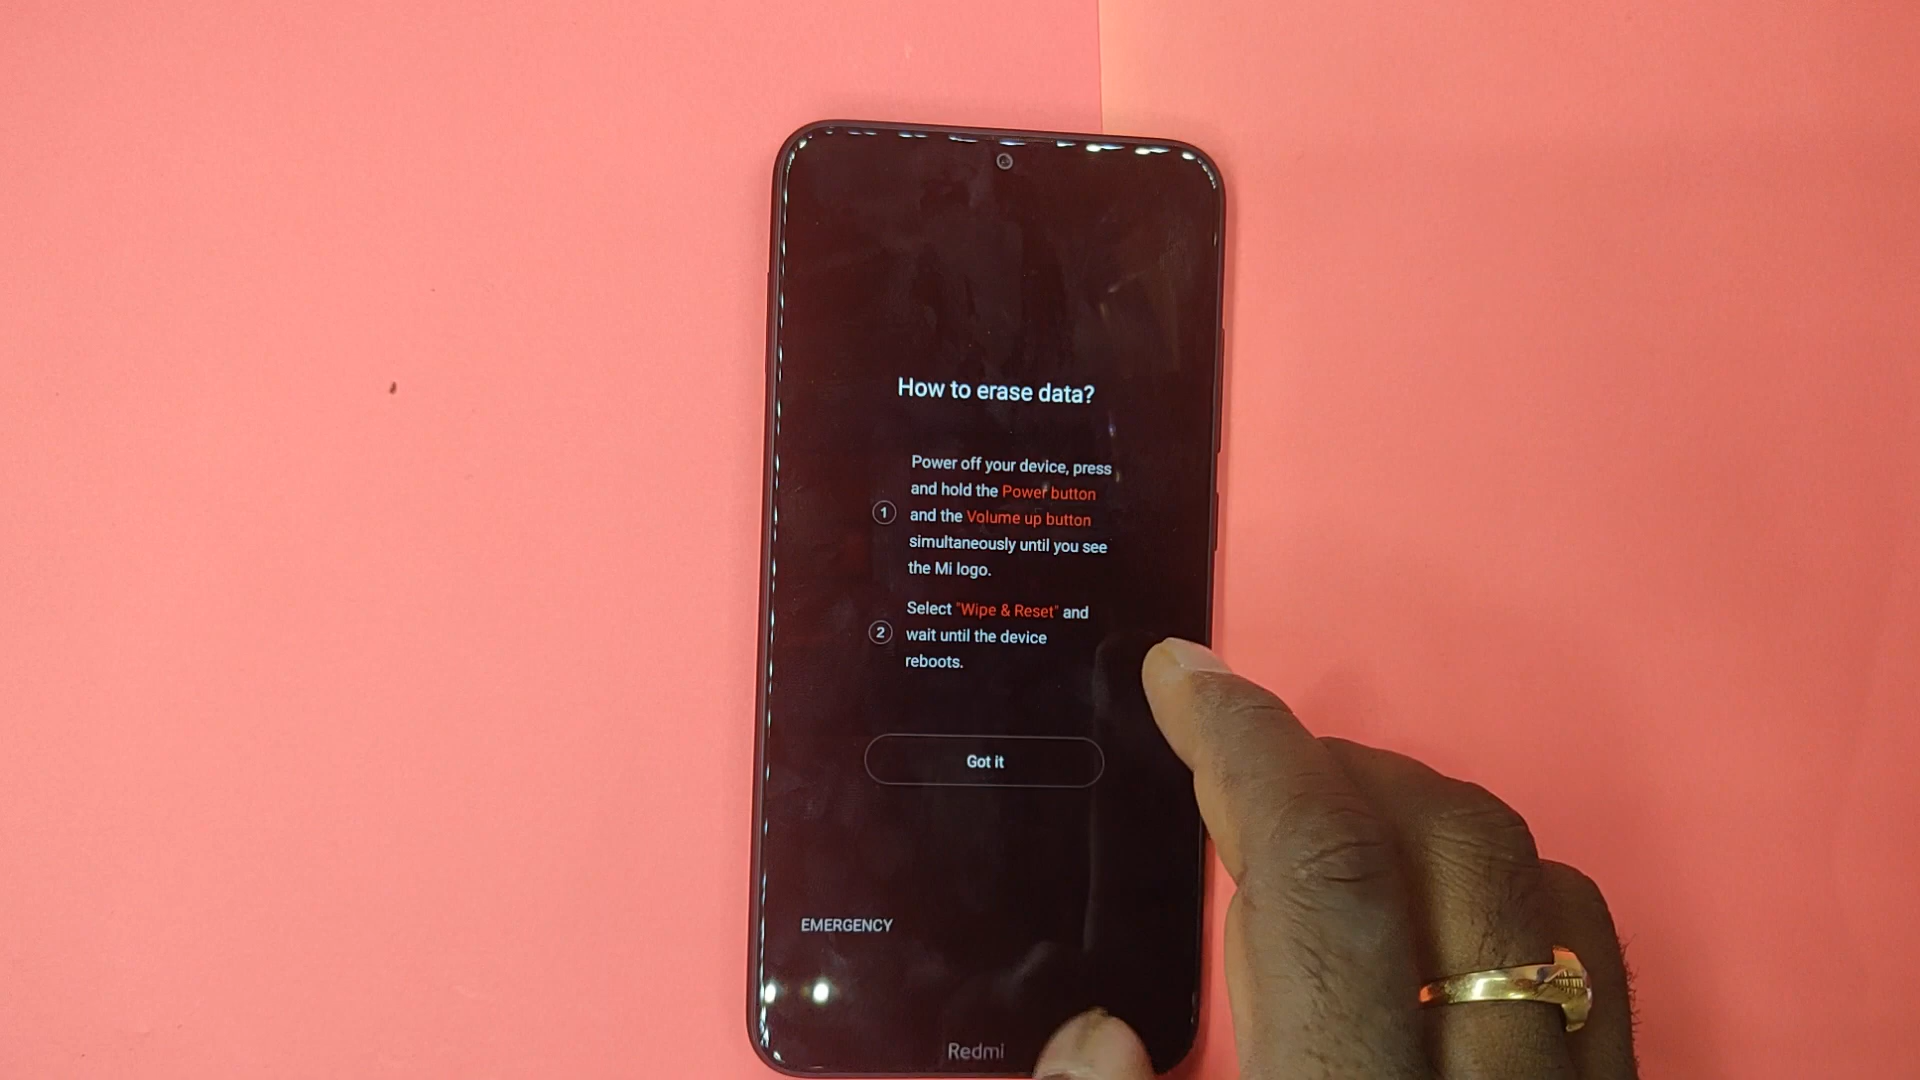 How to erase data?
1
Power off your device, press
and hold the Power button
and the Volume up button
simultaneously until you see
the Mi logo.
2
Select "Wipe & Reset" and
wait until the device
reboots.
Got it
EMERGENCY
Redmi